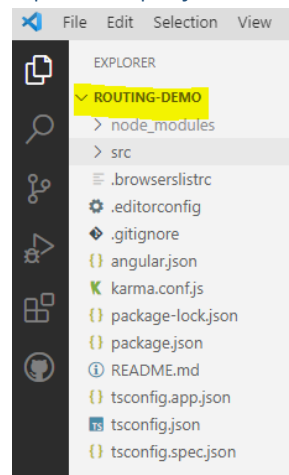 File Edit Selection View
EXPLORER
ROUTING-DEMO
node_modules
src
.browserslistrc
.editorconfig
.gitignore
angular.json
karma.conf.js
package-lock.json
package.json
README.md
tsconfig.app.json
tsconfig.json
tsconfig.spec.json